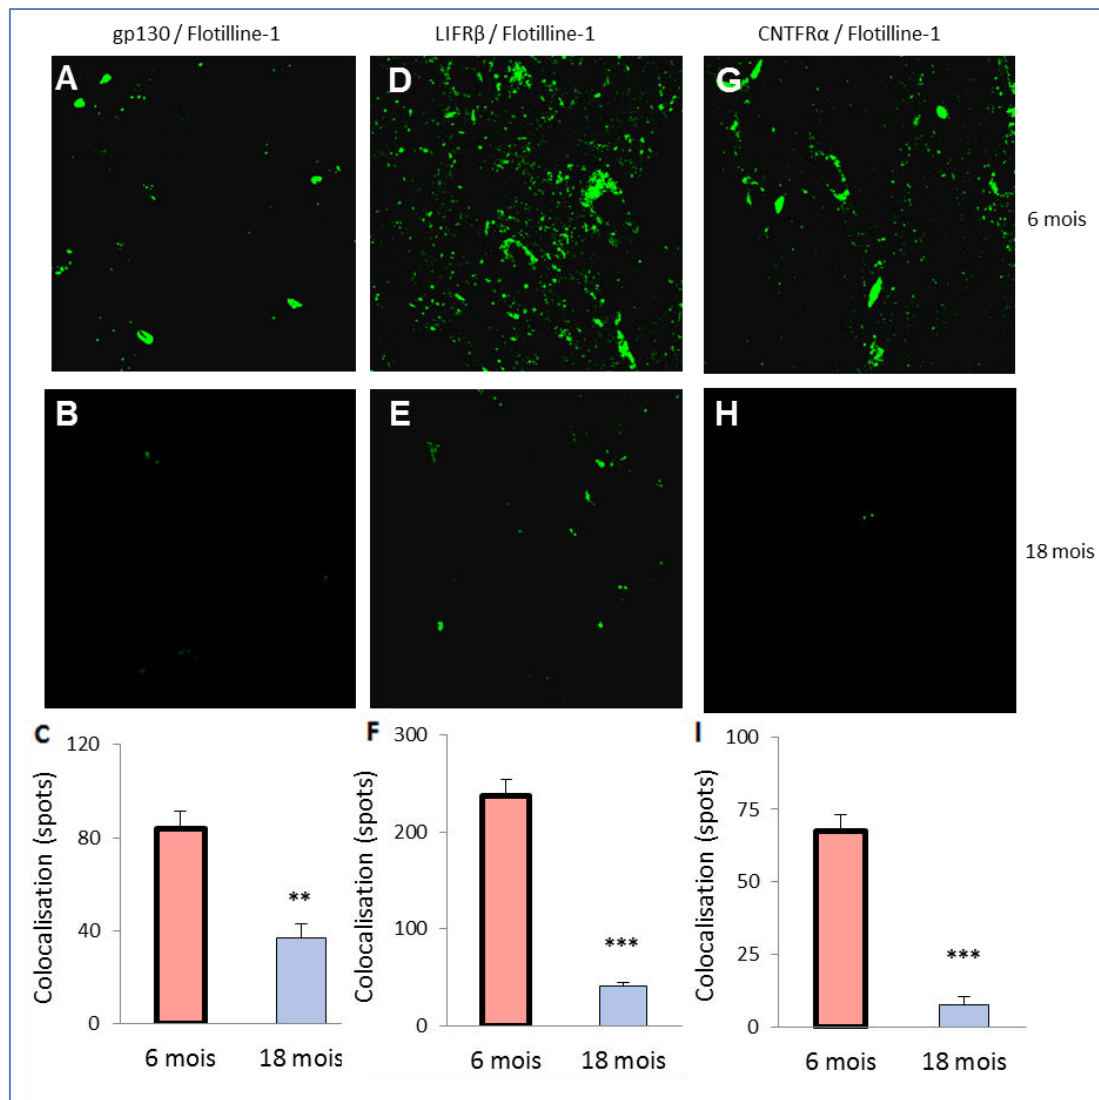 gp130 / Flotilline-1
LIFRβ / Flotilline-1
CNTFRα / Flotilline-1
A
D
G
6 mois
B
E
H
18 mois
C
120
80
40
0
Colocalisation (spots)
**
6 mois
18 mois
F
300
200
100
0
Colocalisation (spots)
***
6 mois
18 mois
I
100
75
50
25
0
Colocalisation (spots)
***
6 mois
18 mois